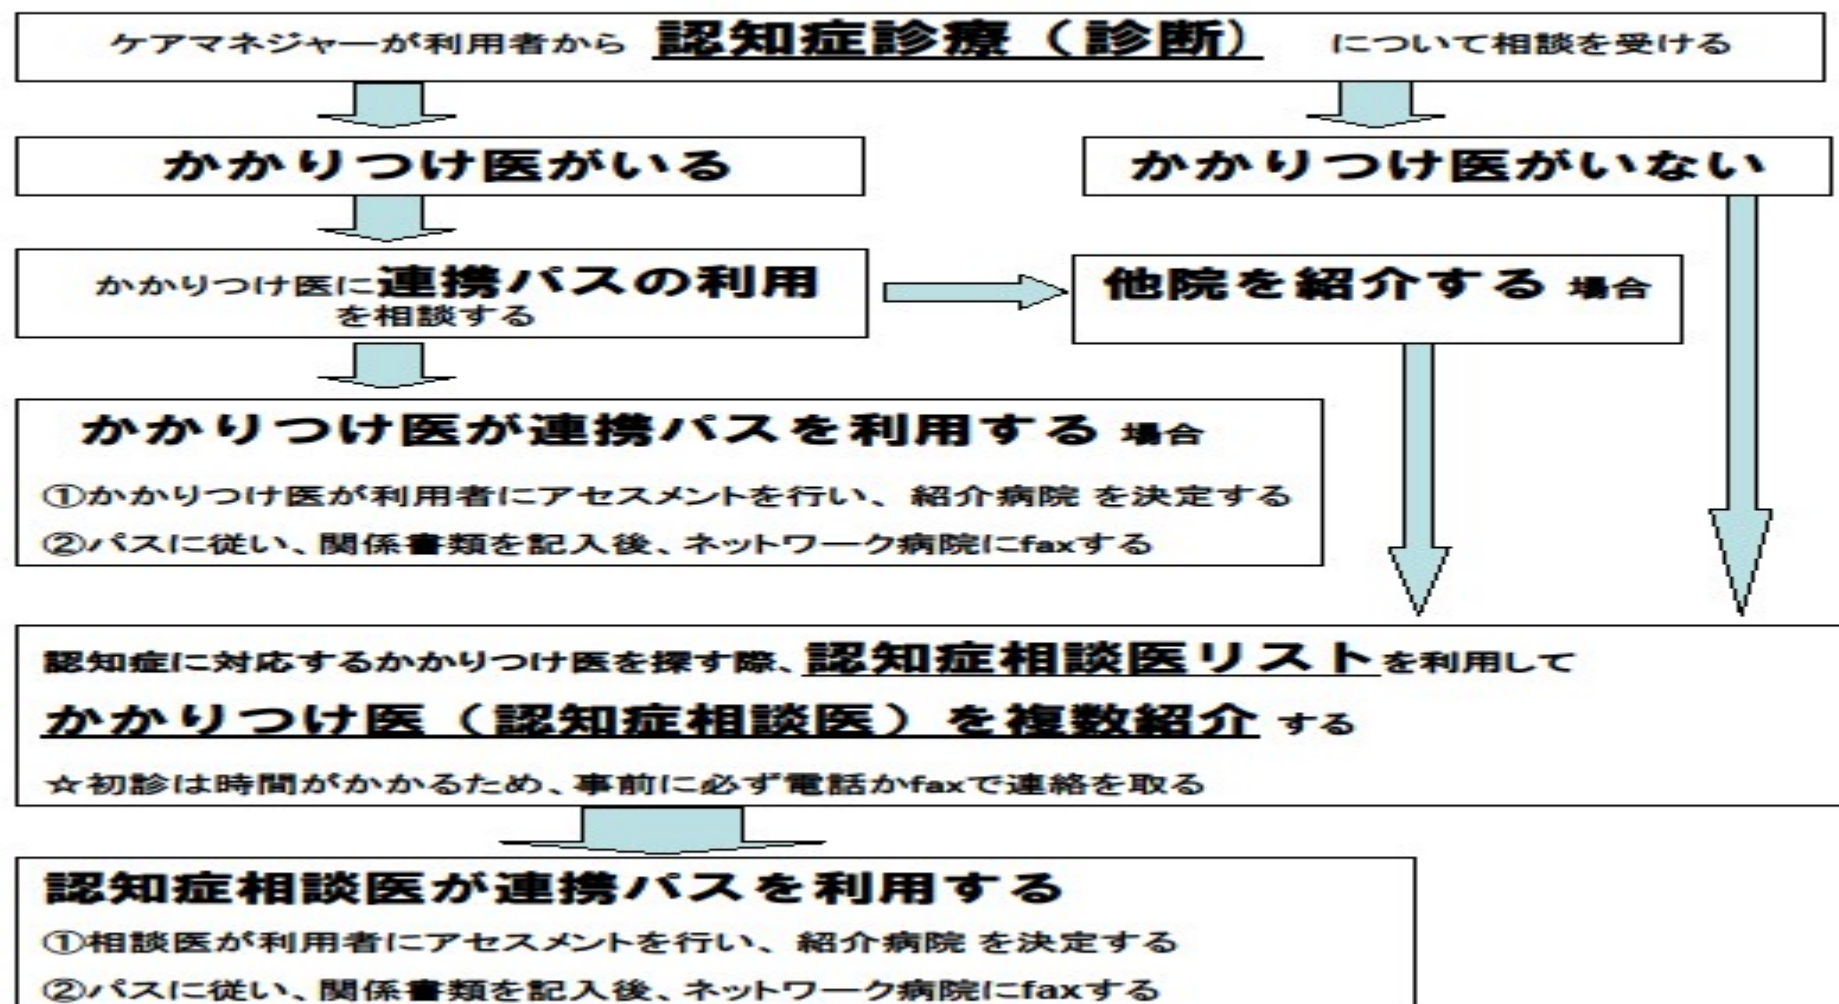 ケアマネジャーが利用者から 認知症診療（診断） について相談を受ける
かかりつけ医がいる
かかりつけ医がいない
かかりつけ医に連携パスの利用
を相談する
他院を紹介する 場合
かかりつけ医が連携パスを利用する 場合
①かかりつけ医が利用者にアセスメントを行い、紹介病院 を決定する
②パスに従い、関係書類を記入後、ネットワーク病院にfaxする
認知症に対応するかかりつけ医を探す際、認知症相談医リストを利用して
かかりつけ医（認知症相談医）を複数紹介 する
☆初診は時間がかかるため、事前に必ず電話かfaxで連絡を取る
認知症相談医が連携パスを利用する
①相談医が利用者にアセスメントを行い、紹介病院 を決定する
②パスに従い、関係書類を記入後、ネットワーク病院にfaxする